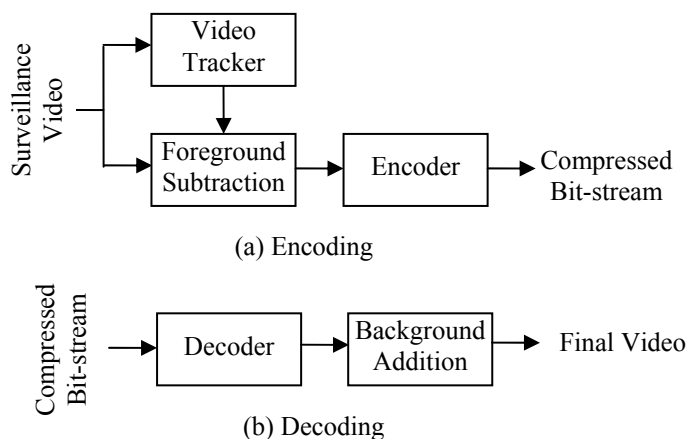 Surveillance
Video
Video
Tracker
Foreground
Subtraction
Encoder
Compressed
Bit-stream
(a) Encoding
Compressed
Bit-stream
Decoder
Background
Addition
Final Video
(b) Decoding